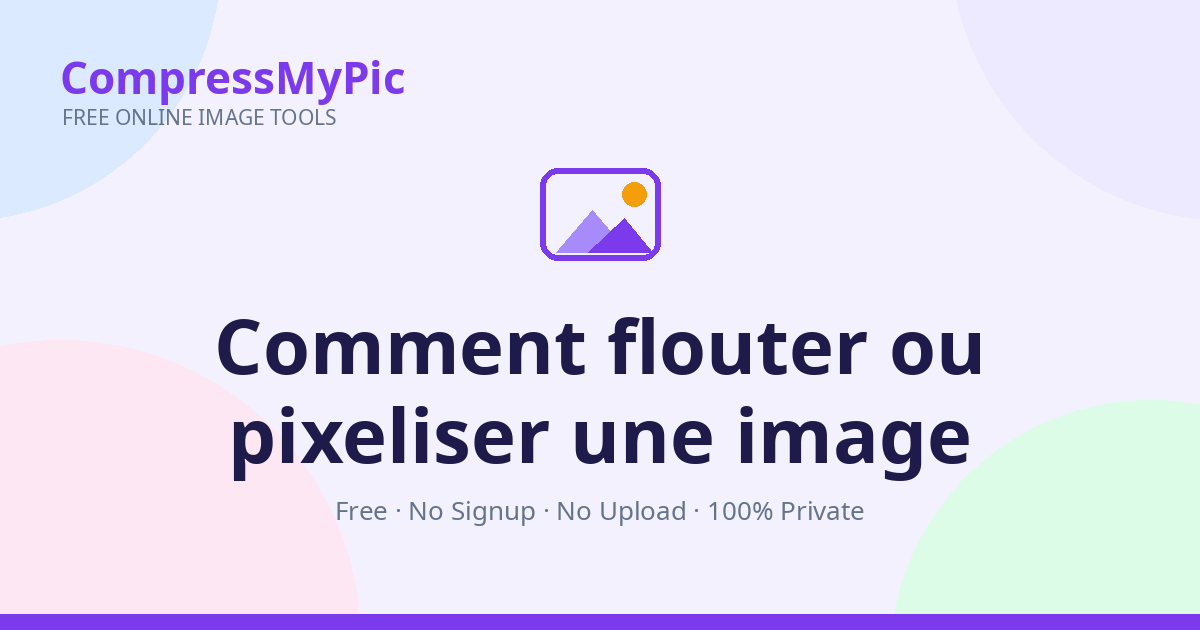 CompressMyPic
FREE ONLINE IMAGE TOOLS
Comment flouter ou
pixeliser une image
Free · No Signup · No Upload · 100% Private